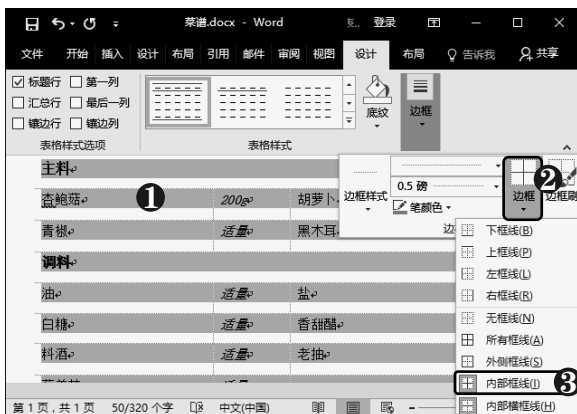 菜谱.docx - Word
登录
文件 开始 插入 设计 布局 引用 邮件 审阅 视图 设计 布局 告诉我 共享
标题行 第一列
汇总行 最后一列
镶边行 镶边列
底纹
边框
表格样式选项
表格样式
主料
杏鲍菇 200g 胡萝卜
青椒 适量 黑木耳
调料
油 适量 盐
白糖 适量 香甜醋
料酒 适量 老抽
1
边框样式
0.5 磅
笔颜色
边框
边框刷
2
下框线(B)
上框线(P)
左框线(L)
右框线(R)
无框线(N)
所有框线(A)
外侧框线(S)
内部框线(I)
3
内部横框线(H)
第 1 页，共 1 页 50/320 个字 中文(中国)